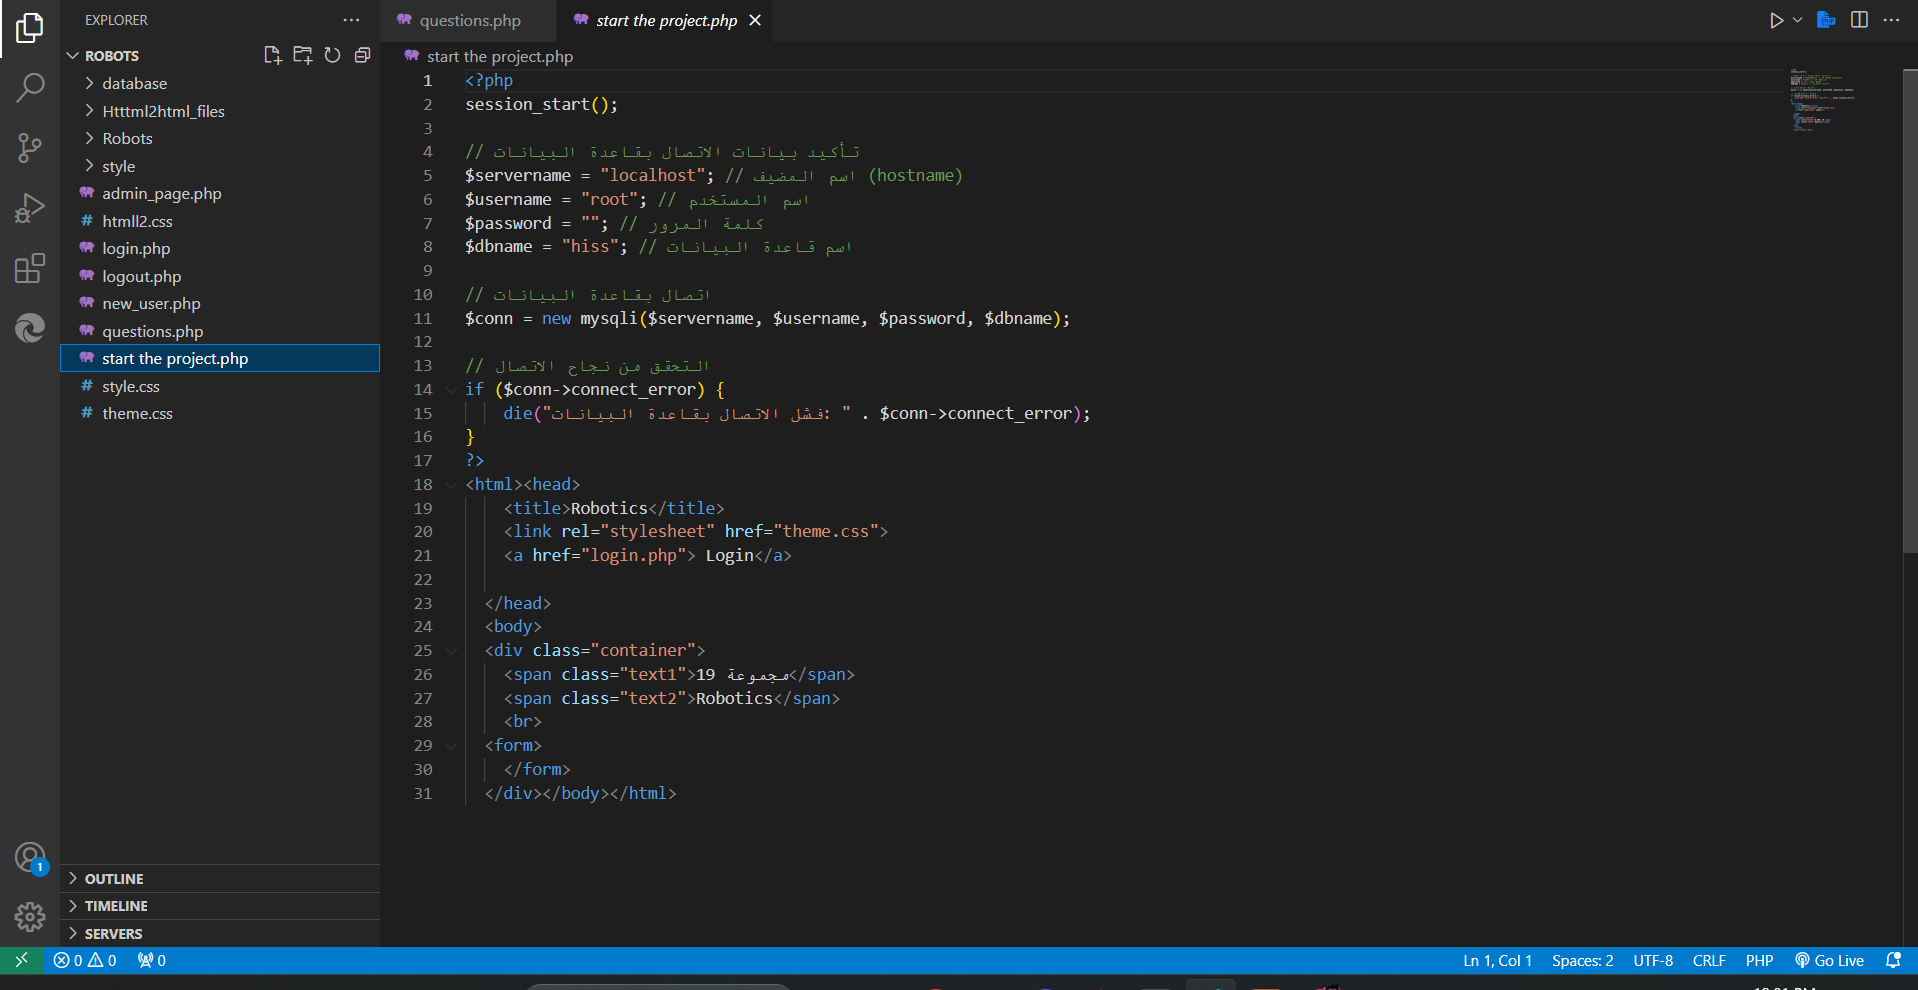 EXPLORER
ROBOTS
database
Htttml2html_files
Robots
style
admin_page.php
htmll2.css
login.php
logout.php
new_user.php
questions.php
start the project.php
style.css
theme.css
OUTLINE
TIMELINE
SERVERS
questions.php
start the project.php
start the project.php
1 <?php
2 session_start();
3
4 // تأكيد بيانات الاتصال بقاعدة البيانات
5 $servername = "localhost"; // اسم المضيف (hostname)
6 $username = "root"; // اسم المستخدم
7 $password = ""; // كلمة المرور
8 $dbname = "hiss"; // اسم قاعدة البيانات
9
10 // اتصال بقاعدة البيانات
11 $conn = new mysqli($servername, $username, $password, $dbname);
12
13 // التحقق من نجاح الاتصال
14 if ($conn->connect_error) {
15 die("فشل الاتصال بقاعدة البيانات: " . $conn->connect_error);
16 }
17 ?>
18 <html><head>
19 <title>Robotics</title>
20 <link rel="stylesheet" href="theme.css">
21 <a href="login.php"> Login</a>
22
23 </head>
24 <body>
25 <div class="container">
26 <span class="text1">مجموعة 19</span>
27 <span class="text2">Robotics</span>
28 <br>
29 <form>
30 </form>
31 </div></body></html>
1
0 0 0
Ln 1, Col 1 Spaces: 2 UTF-8 CRLF PHP Go Live